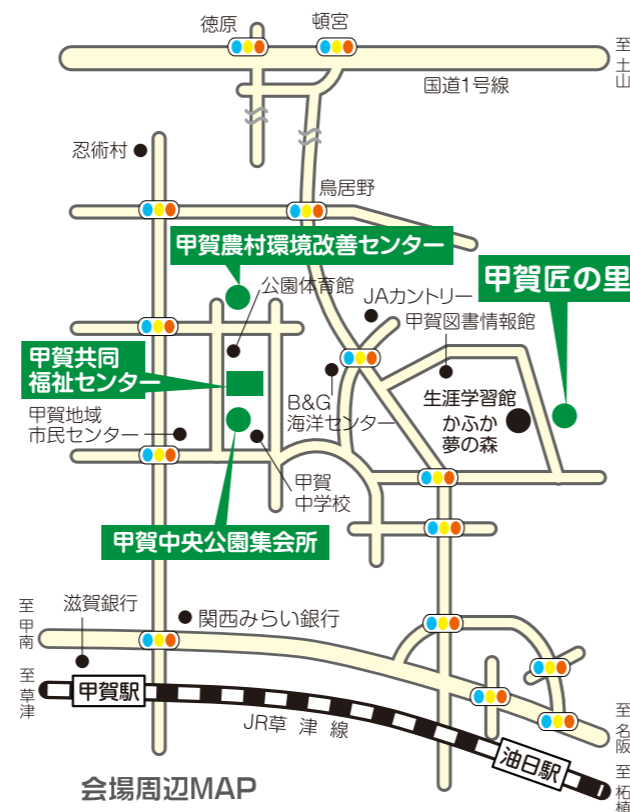 徳原
頓宮
至土山
国道1号線
忍術村
鳥居野
甲賀農村環境改善センター
公園体育館
甲賀匠の里
JAカントリー
甲賀図書情報館
甲賀共同
福祉センター
B&G
海洋センター
生涯学習館
かふか
夢の森
甲賀地域
市民センター
甲賀
中学校
甲賀中央公園集会所
至甲南
滋賀銀行
関西みらい銀行
至草津
甲賀駅
JR草津線
至名阪
油日駅
至柘植
会場周辺MAP